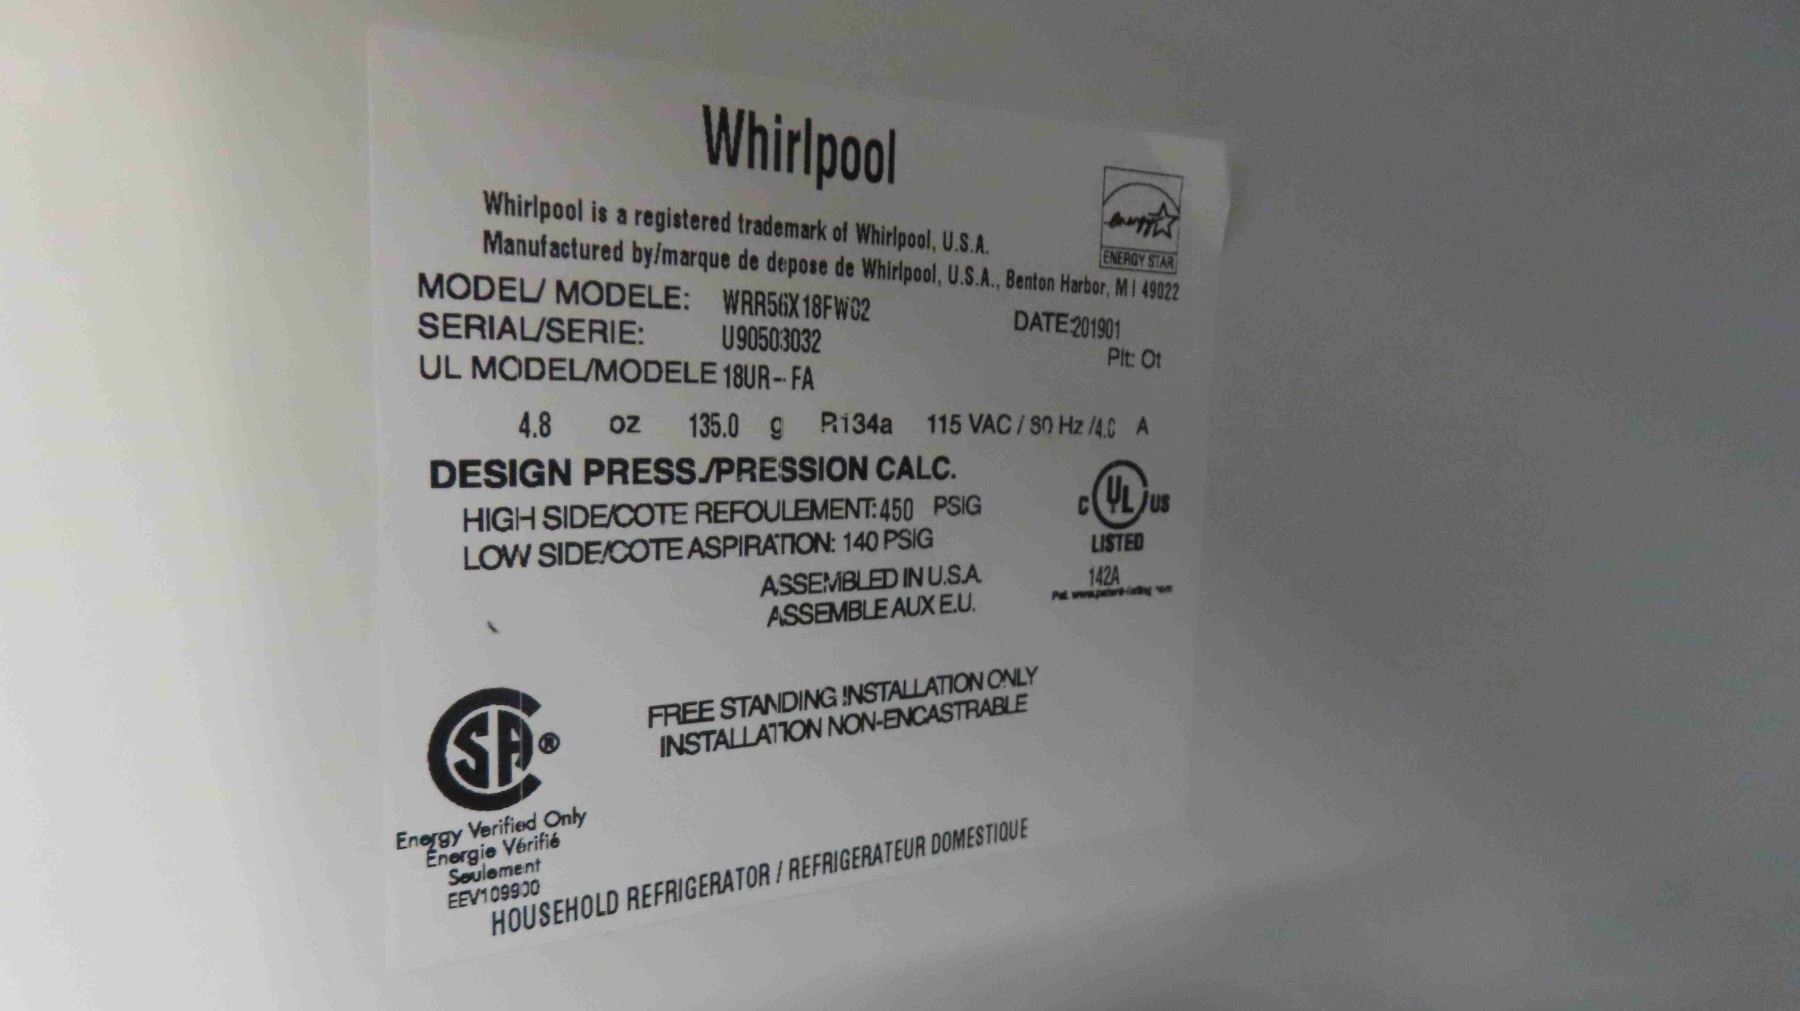 Whirlpool
Whirlpool is a registered trademark of Whirlpool, U.S.A.
Manufactured by/marque de depose de Whirlpool, U.S.A., Benton Harbor, M I 49022
energy
ENERGY STAR
MODEL/ MODELE: WRR56X18FW02
DATE:201901
SERIAL/SERIE: U90503032
Plt: Ot
UL MODEL/MODELE 18UR-- FA
4.8 oz 135.0 g R134a 115 VAC / 60 Hz /4.0 A
DESIGN PRESS./PRESSION CALC.
HIGH SIDE/COTE REFOULEMENT:450 PSIG
LOW SIDE/COTE ASPIRATION: 140 PSIG
C UL US
LISTED
142A
ASSEMBLED IN U.S.A.
ASSEMBLE AUX E.U.
FREE STANDING INSTALLATION ONLY
INSTALLATION NON-ENCASTRABLE
SA®
Energy Verified Only
Énergie Vérifié
Seulement
EEV109900
HOUSEHOLD REFRIGERATOR / REFRIGERATEUR DOMESTIQUE